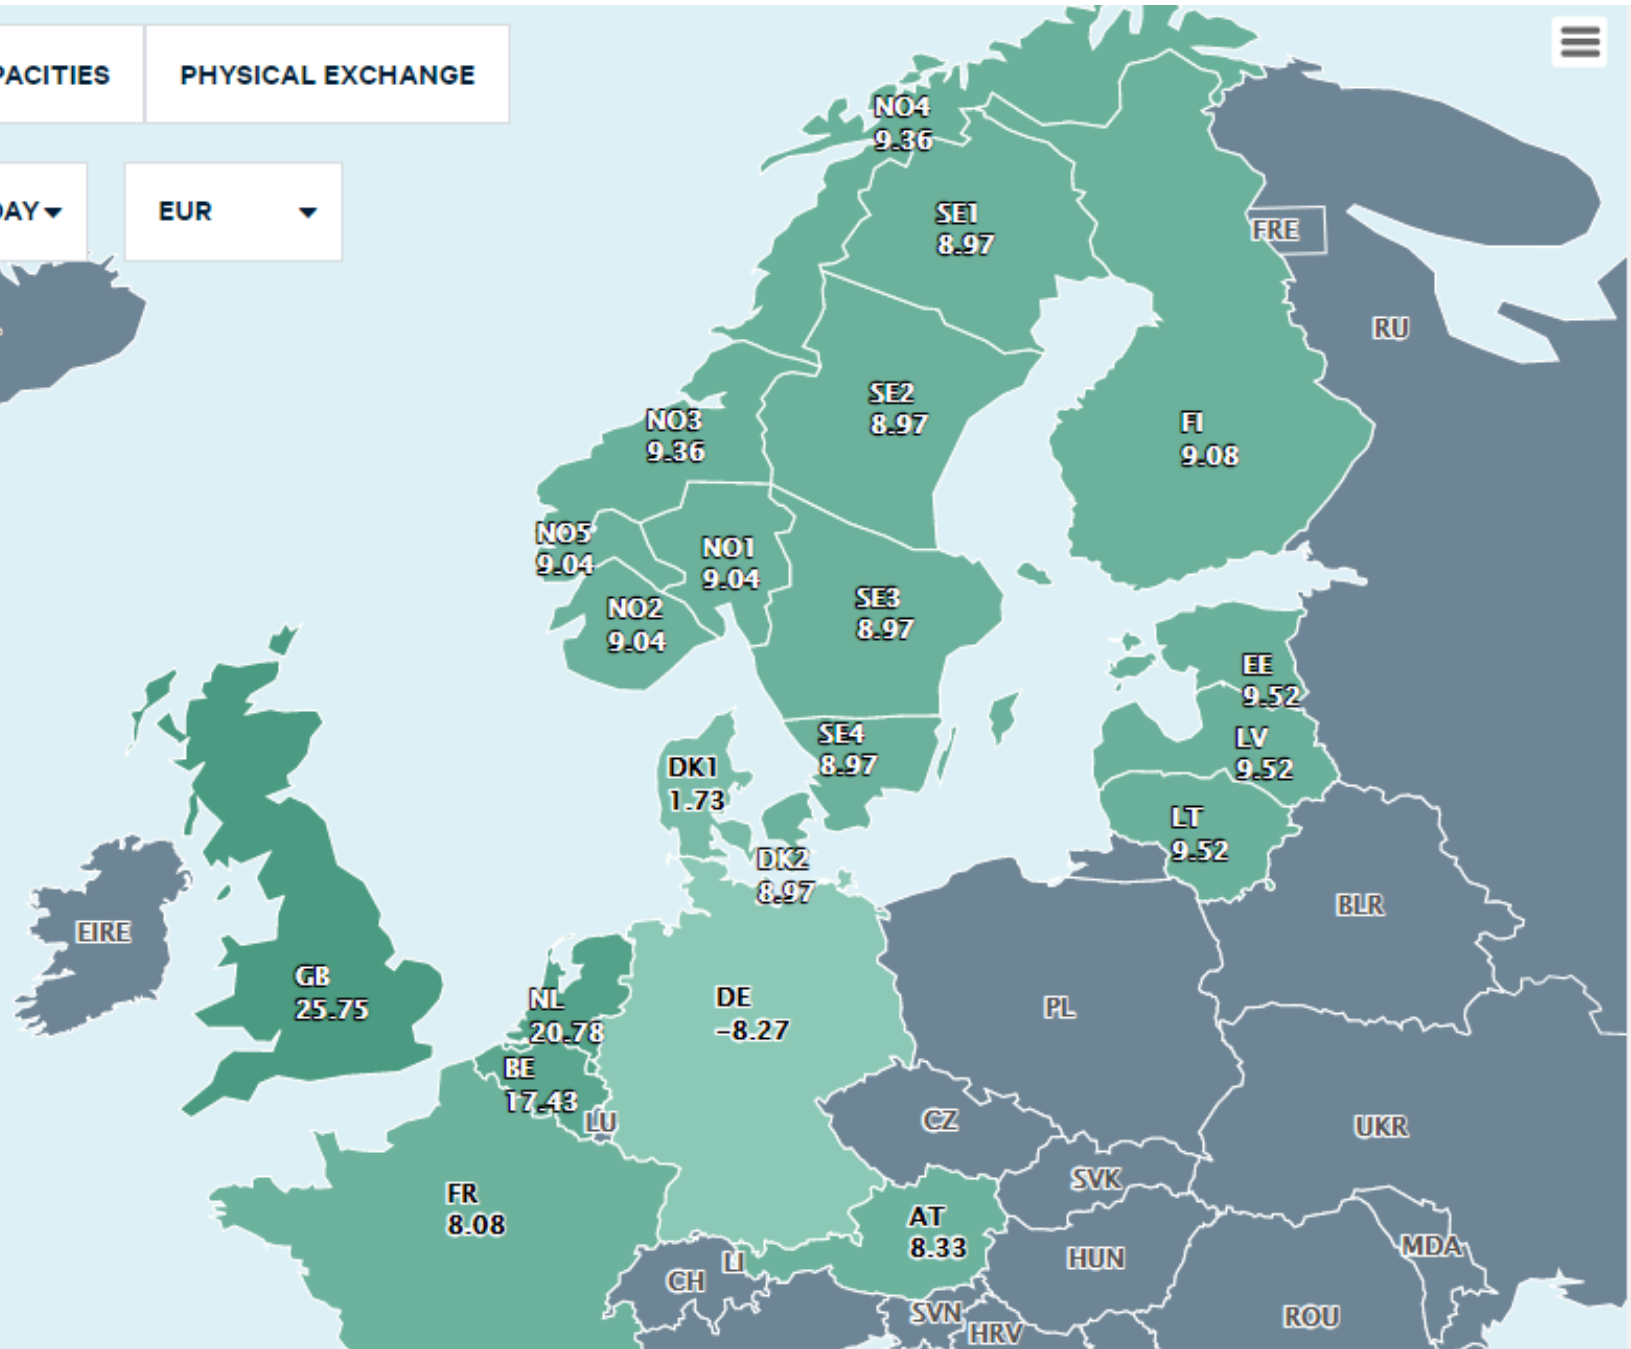 PACITIES
PHYSICAL EXCHANGE
DAY
EUR
NO4
9.36
SE1
8.97
FRE
RU
SE2
8.97
NO3
9.36
FI
9.08
NO5
9.04
NO1
9.04
NO2
9.04
SE3
8.97
EE
9.52
SE4
8.97
LV
9.52
DK1
1.73
LT
9.52
DK2
8.97
BLR
EIRE
GB
25.75
NL
20.78
DE
-8.27
PL
BE
17.43
LU
CZ
UKR
SVK
FR
8.08
AT
8.33
MDA
HUN
LI
CH
SVN
HRV
ROU